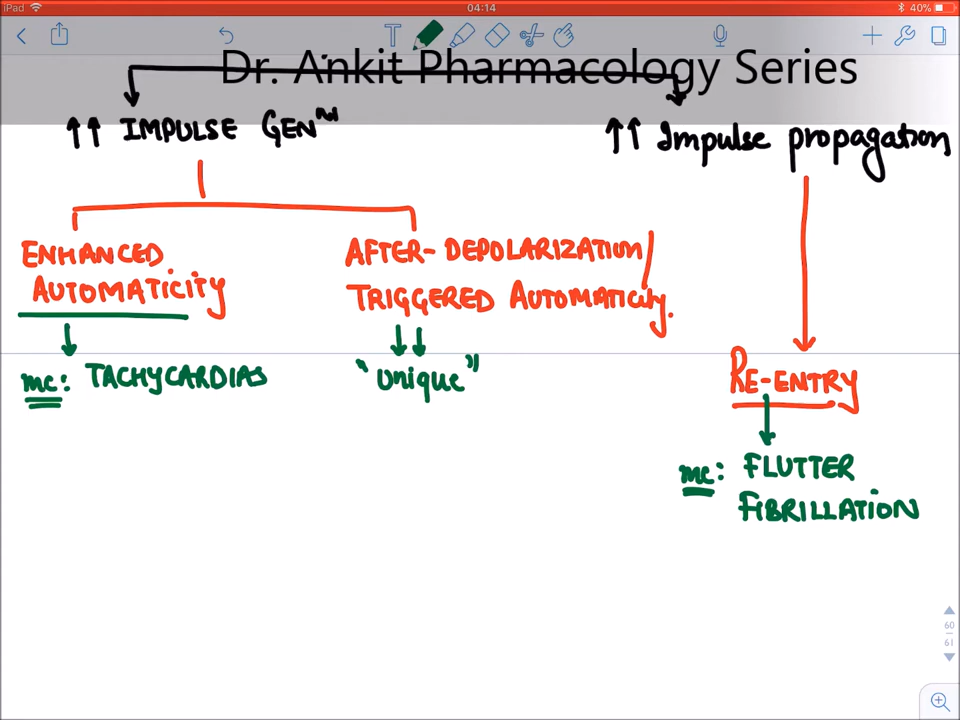 iPad
04:14
40%
T
Dr. Ankit Pharmacology Series
↑↑ IMPULSE GENⁿ
↑↑ Impulse propagation
ENHANCED
AUTOMATICITY
AFTER-DEPOLARIZATION/
TRIGGERED AUTOMATICITY.
mc: TACHYCARDIAS
"unique"
RE-ENTRY
mc: FLUTTER
FIBRILLATION
60
61